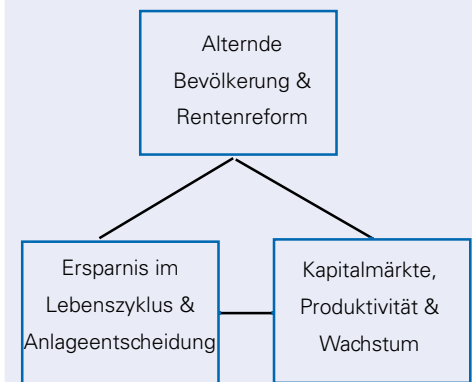 Alternde
Bevölkerung &
Rentenreform
Ersparnis im
Lebenszyklus &
Anlageentscheidung
Kapitalmärkte,
Produktivität &
Wachstum